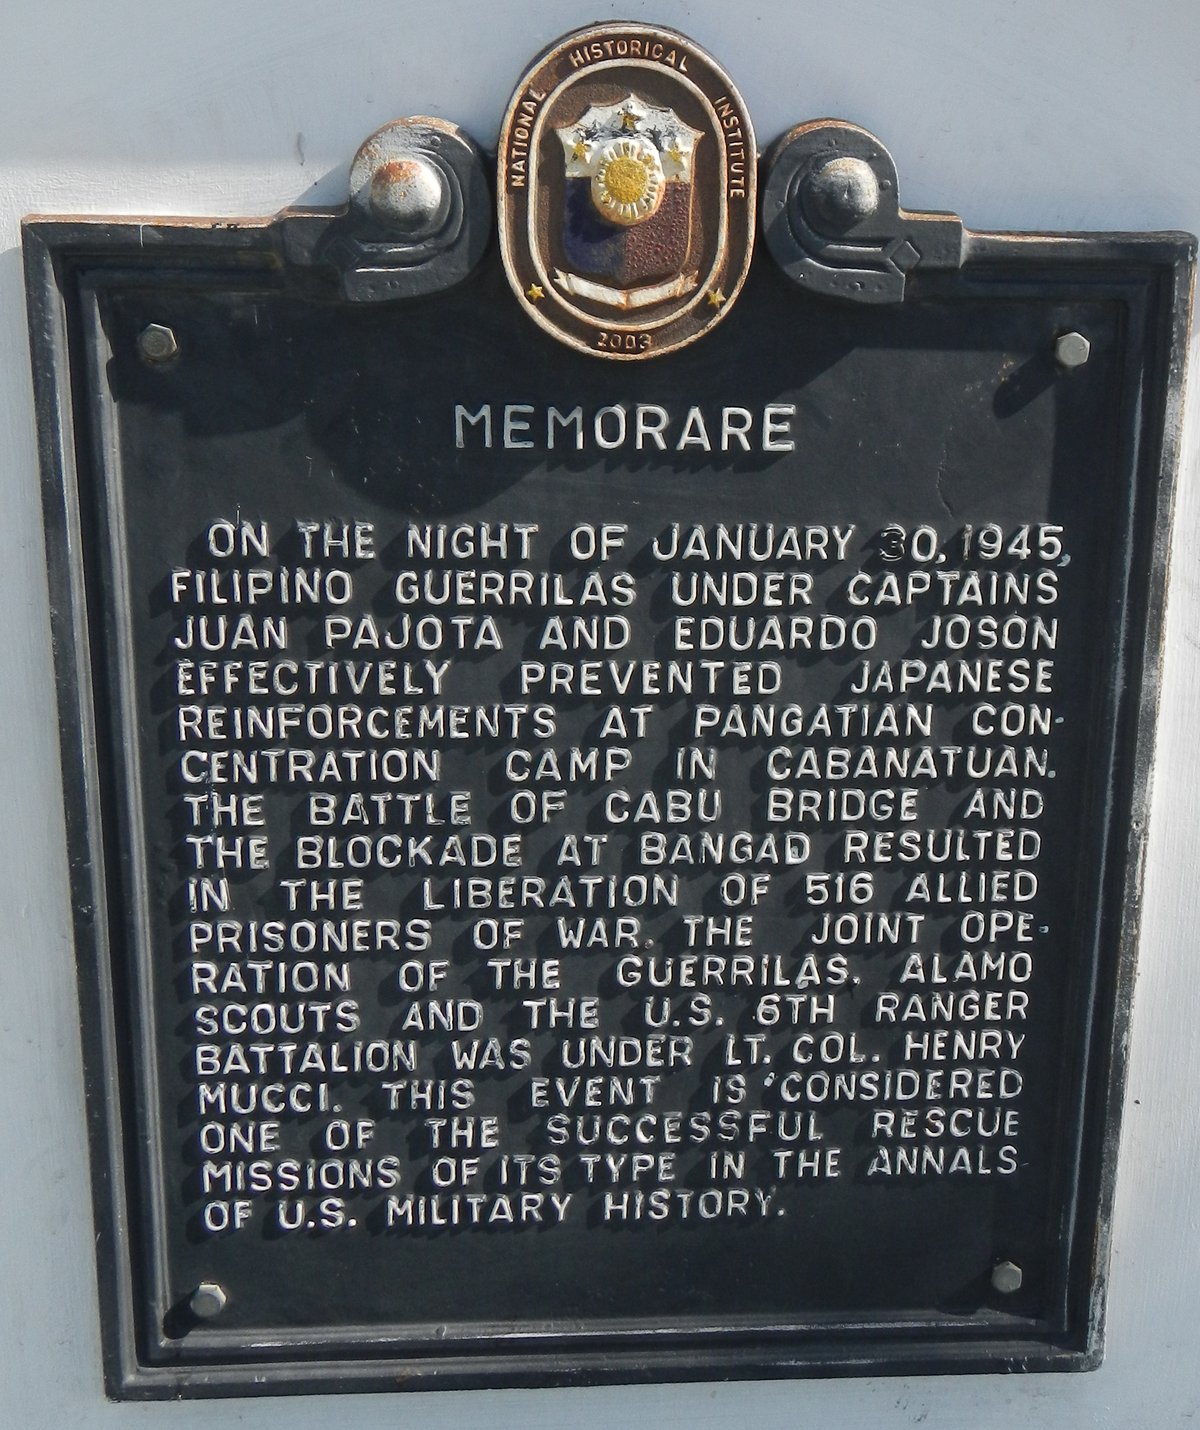 NATIONAL HISTORICAL INSTITUTE
2003
MEMORARE
ON THE NIGHT OF JANUARY 30, 1945,
FILIPINO GUERRILAS UNDER CAPTAINS
JUAN PAJOTA AND EDUARDO JOSON
EFFECTIVELY PREVENTED JAPANESE
REINFORCEMENTS AT PANGATIAN CON-
CENTRATION CAMP IN CABANATUAN.
THE BATTLE OF CABU BRIDGE AND
THE BLOCKADE AT BANGAD RESULTED
IN THE LIBERATION OF 516 ALLIED
PRISONERS OF WAR. THE JOINT OPE-
RATION OF THE GUERRILAS, ALAMO
SCOUTS AND THE U.S. 6TH RANGER
BATTALION WAS UNDER LT. COL. HENRY
MUCCI. THIS EVENT IS CONSIDERED
ONE OF THE SUCCESSFUL RESCUE
MISSIONS OF ITS TYPE IN THE ANNALS
OF U.S. MILITARY HISTORY.